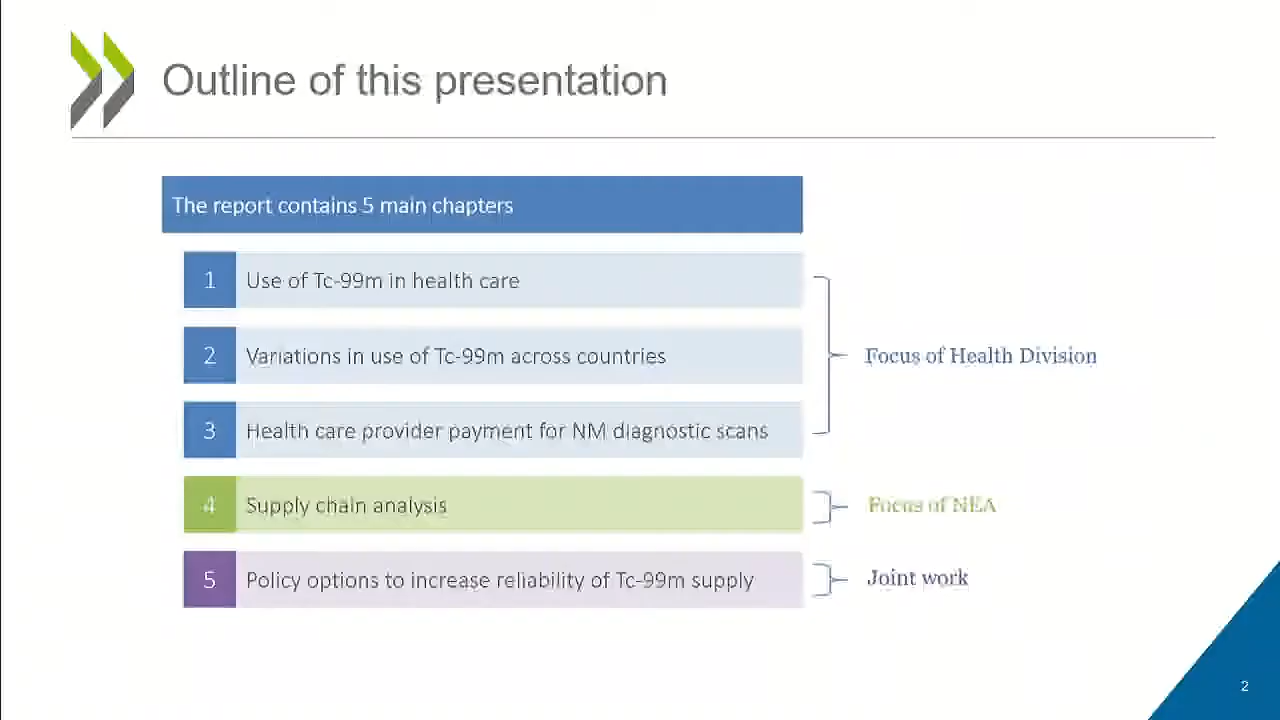 Outline of this presentation
The report contains 5 main chapters
1 Use of Tc-99m in health care
2 Variations in use of Tc-99m across countries
3 Health care provider payment for NM diagnostic scans
Focus of Health Division
4 Supply chain analysis
Focus of NEA
5 Policy options to increase reliability of Tc-99m supply
Joint work
2